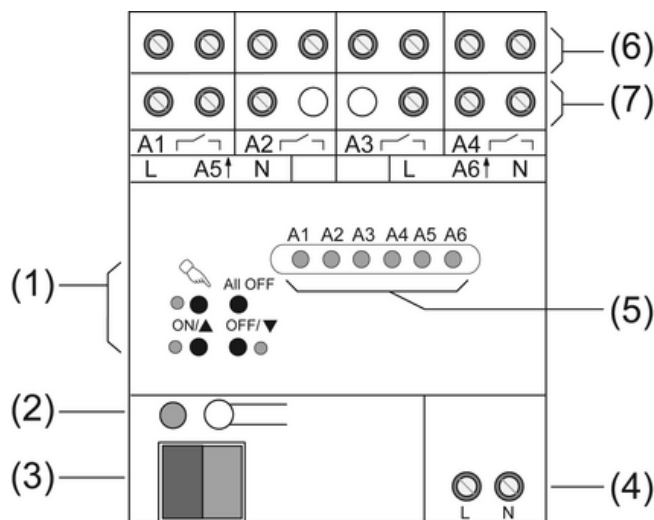 (6)
(7)
A1 A2 A3 A4
L A5↑ N L A6↑ N
A1 A2 A3 A4 A5 A6
(1)
All OFF
(5)
ON/▲ OFF/▼
(2)
(3)
(4)
L N